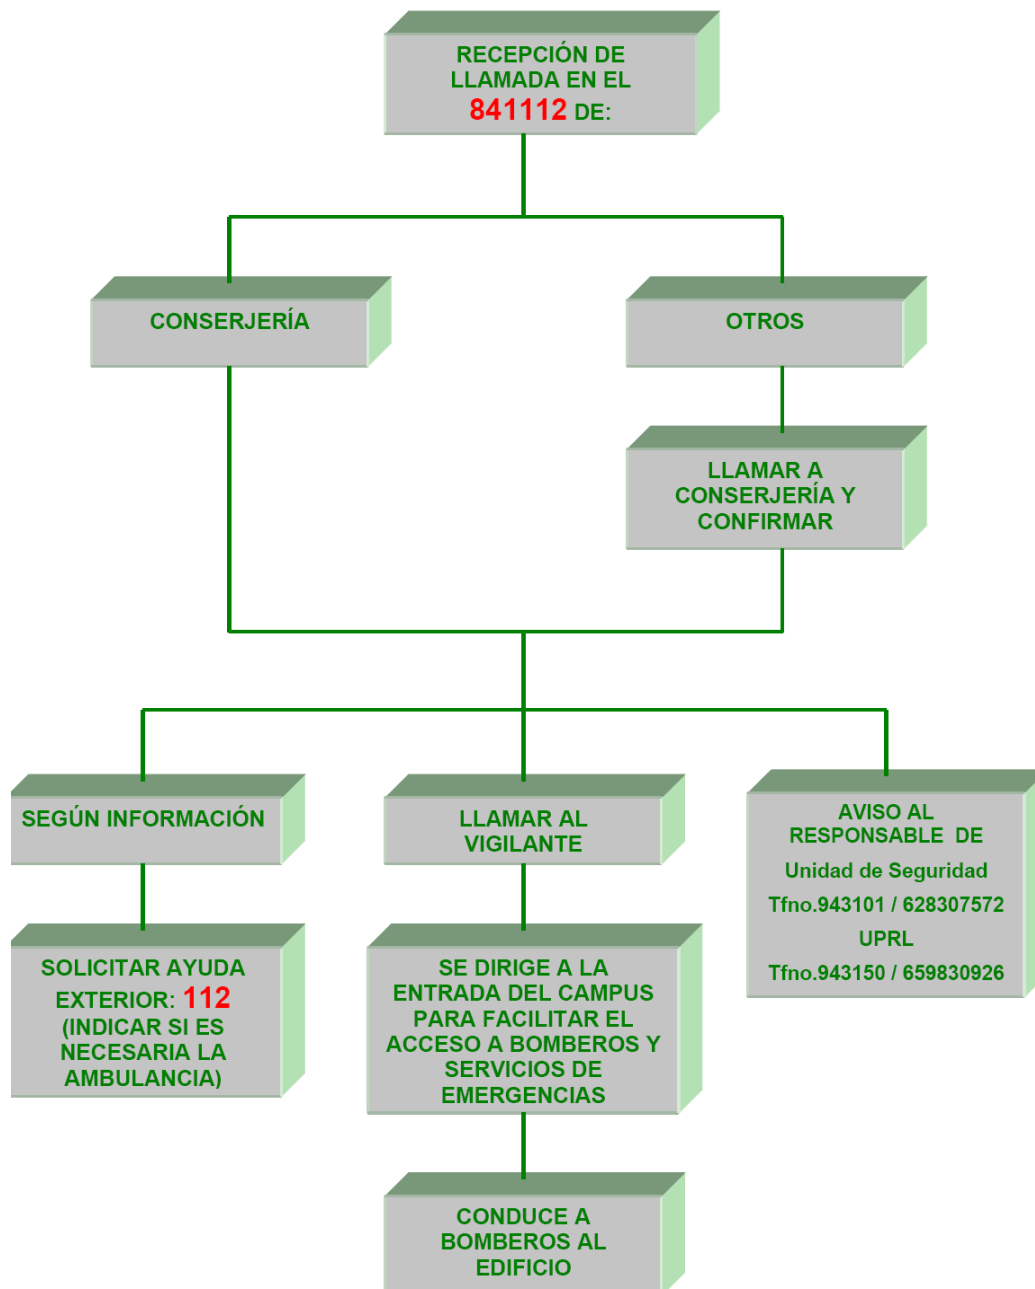 RECEPCIÓN DE
LLAMADA EN EL
841112 DE:
CONSERJERÍA
OTROS
LLAMAR A
CONSERJERÍA Y
CONFIRMAR
SEGÚN INFORMACIÓN
LLAMAR AL
VIGILANTE
AVISO AL
RESPONSABLE DE
Unidad de Seguridad
Tfno.943101 / 628307572
UPRL
Tfno.943150 / 659830926
SOLICITAR AYUDA
EXTERIOR: 112
(INDICAR SI ES
NECESARIA LA
AMBULANCIA)
SE DIRIGE A LA
ENTRADA DEL CAMPUS
PARA FACILITAR EL
ACCESO A BOMBEROS Y
SERVICIOS DE
EMERGENCIAS
CONDUCE A
BOMBEROS AL
EDIFICIO